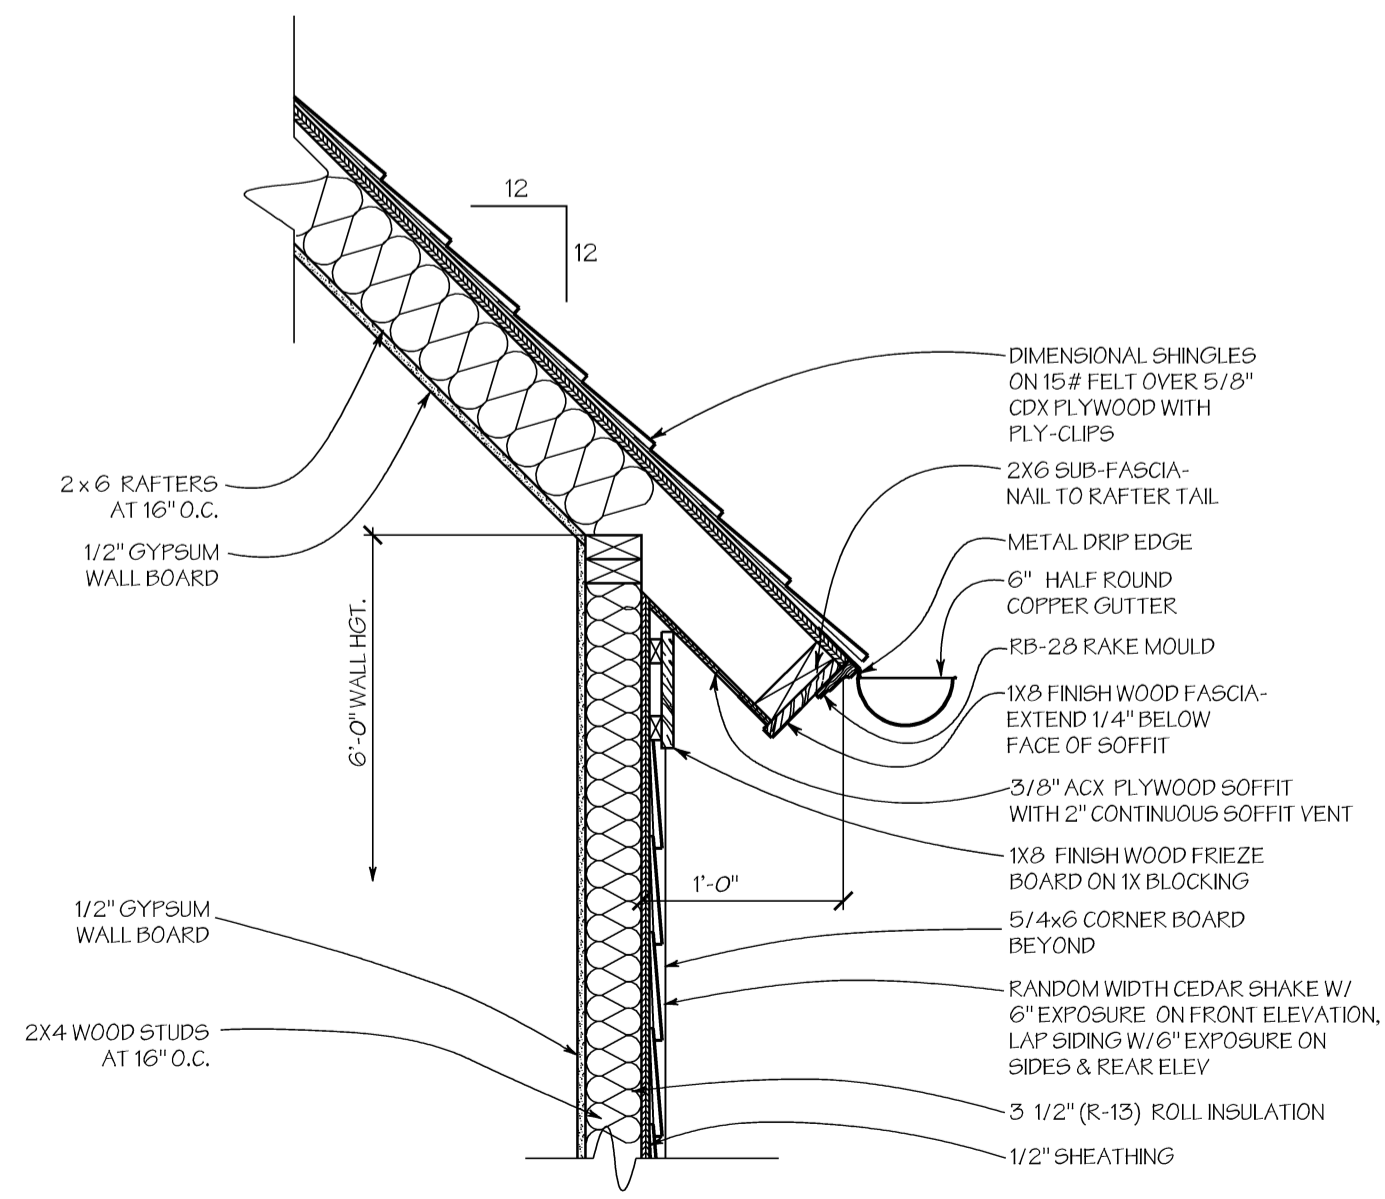 12
12
DIMENSIONAL SHINGLES
ON 15# FELT OVER 5/8"
CDX PLYWOOD WITH
PLY-CLIPS
2X6 SUB-FASCIA-
NAIL TO RAFTER TAIL
METAL DRIP EDGE
6" HALF ROUND
COPPER GUTTER
RB-28 RAKE MOULD
1X8 FINISH WOOD FASCIA-
EXTEND 1/4" BELOW
FACE OF SOFFIT
3/8" ACX PLYWOOD SOFFIT
WITH 2" CONTINUOUS SOFFIT VENT
1X8 FINISH WOOD FRIEZE
BOARD ON 1X BLOCKING
5/4x6 CORNER BOARD
BEYOND
RANDOM WIDTH CEDAR SHAKE W/
6" EXPOSURE ON FRONT ELEVATION,
LAP SIDING W/6" EXPOSURE ON
SIDES & REAR ELEV
3 1/2" (R-13) ROLL INSULATION
1/2" SHEATHING
2 x 6 RAFTERS
AT 16" O.C.
1/2" GYPSUM
WALL BOARD
6'-0" WALL HGT.
1'-0"
1/2" GYPSUM
WALL BOARD
2X4 WOOD STUDS
AT 16" O.C.